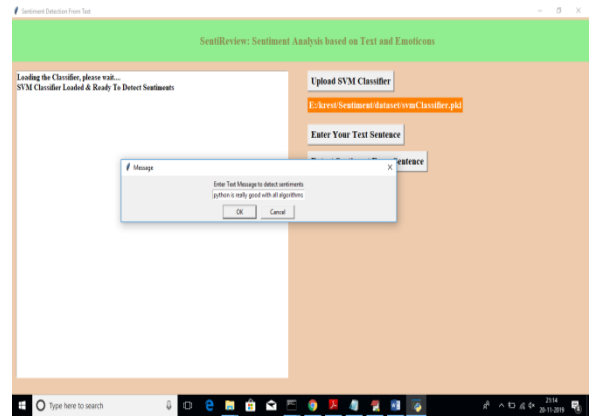 Sentiment Detection From Text
SentiReview: Sentiment Analysis based on Text and Emoticons
Loading the Classifier, please wait....
SVM Classifier Loaded & Ready To Detect Sentiments
Upload SVM Classifier
E:/krest/Sentiment/dataset/svmClassifier.pkl
Enter Your Text Sentence
Sentence
Message
Enter Text Message to detect sentiments
python is really good with all algorithms
OK
Cancel
Type here to search
21:14
20-11-2019